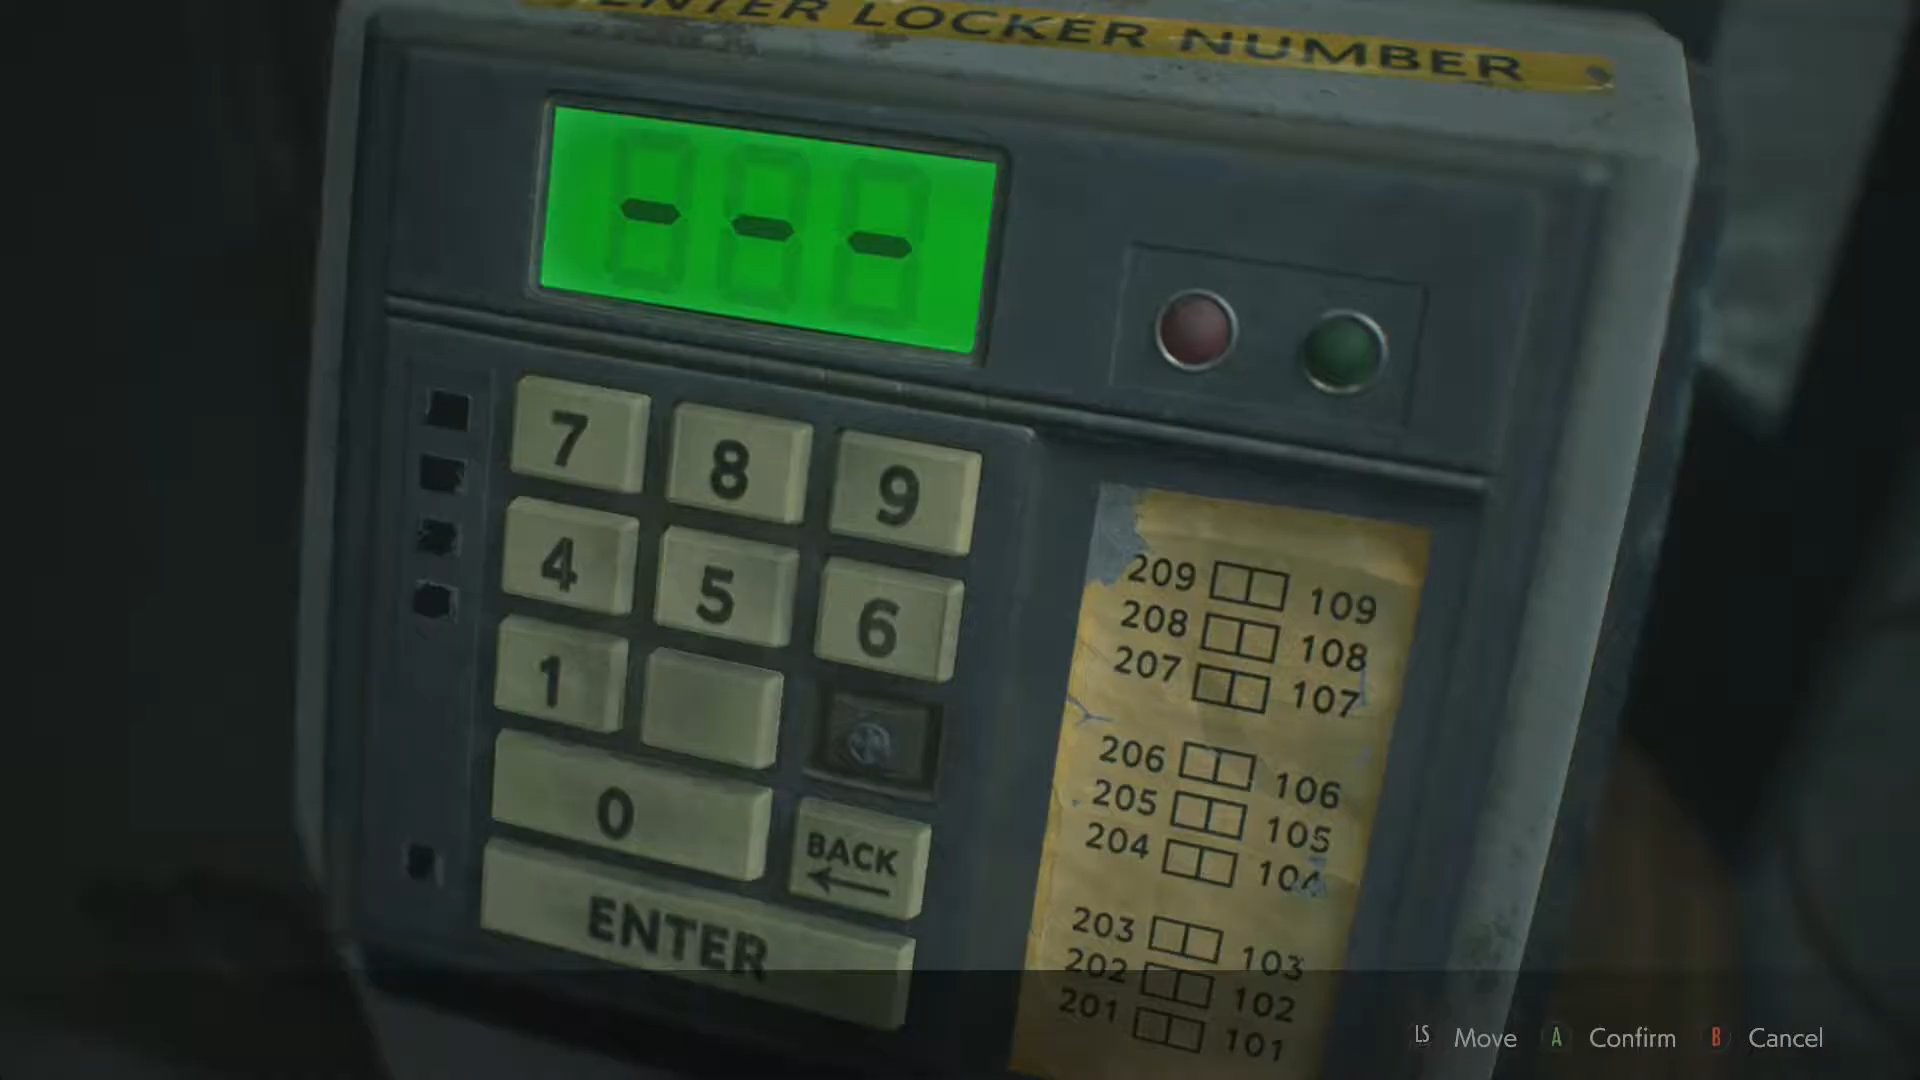 ENTER LOCKER NUMBER
- - -
7 8 9
4 5 6
1
0 BACK
ENTER
209 109
208 108
207 107
206 106
205 105
204 104
203 103
202 102
201 101
LS Move A Confirm B Cancel